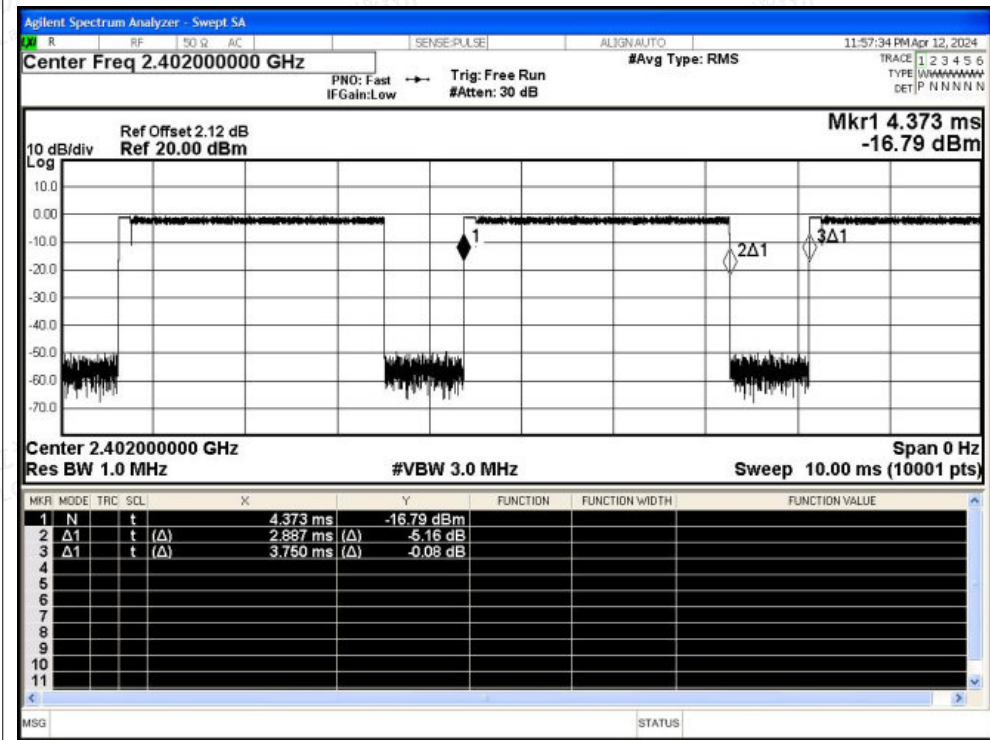 Agilent Spectrum Analyzer - Swept SA
LXI R RF 50 Ω AC SENSE:PULSE ALIGNAUTO 11:57:34 PM Apr 12, 2024
Center Freq 2.402000000 GHz #Avg Type: RMS TRACE 1 2 3 4 5 6
PNO: Fast Trig: Free Run TYPE
IFGain:Low #Atten: 30 dB DET P N N N N N
Mkr1 4.373 ms
Ref Offset 2.12 dB
10 dB/div Ref 20.00 dBm -16.79 dBm
Log
10.0
0.00
-10.0
-20.0
-30.0
-40.0
-50.0
-60.0
-70.0
1
2Δ1
3Δ1
Center 2.402000000 GHz Span 0 Hz
Res BW 1.0 MHz #VBW 3.0 MHz Sweep 10.00 ms (10001 pts)
MKR MODE TRC SCL X Y FUNCTION FUNCTION WIDTH FUNCTION VALUE
1 N t 4.373 ms -16.79 dBm
2 Δ1 t (Δ) 2.887 ms (Δ) -5.16 dB
3 Δ1 t (Δ) 3.750 ms (Δ) -0.08 dB
4
5
6
7
8
9
10
11
MSG STATUS